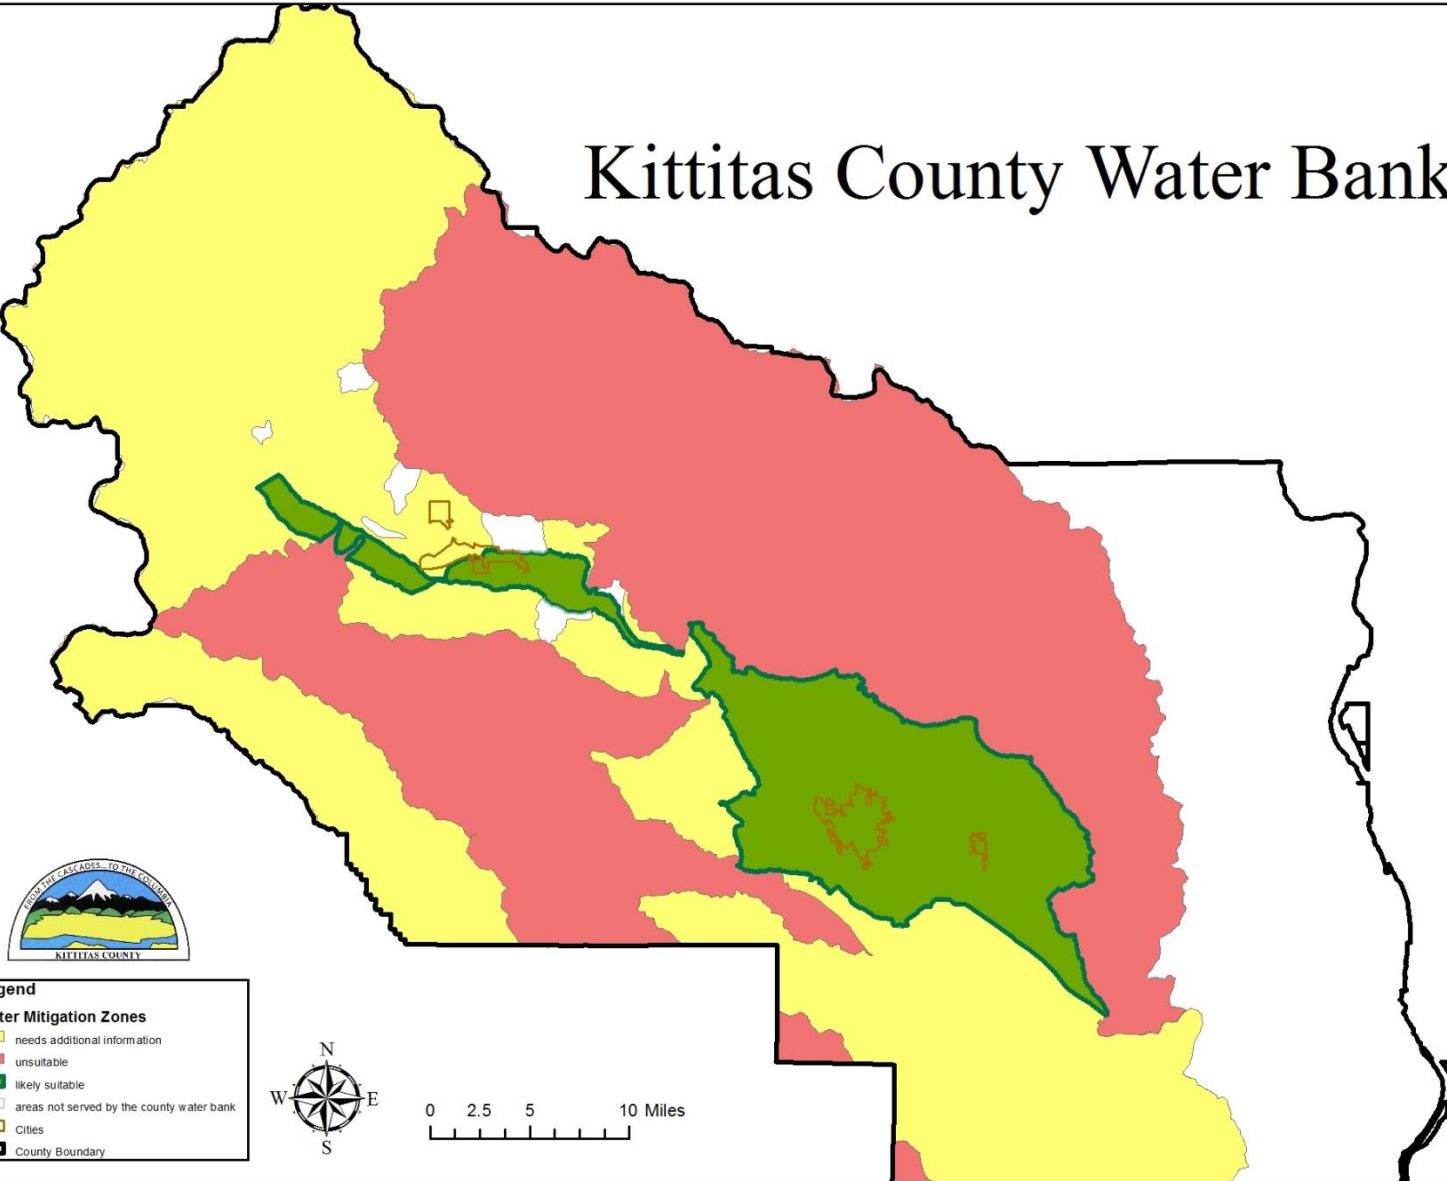 Kittitas County Water Bank
FROM THE CASCADES...TO THE COLUMBIA
KITTITAS COUNTY
gend
ter Mitigation Zones
needs additional information
unsuitable
likely suitable
areas not served by the county water bank
Cities
County Boundary
N
W E
S
0 2.5 5 10 Miles